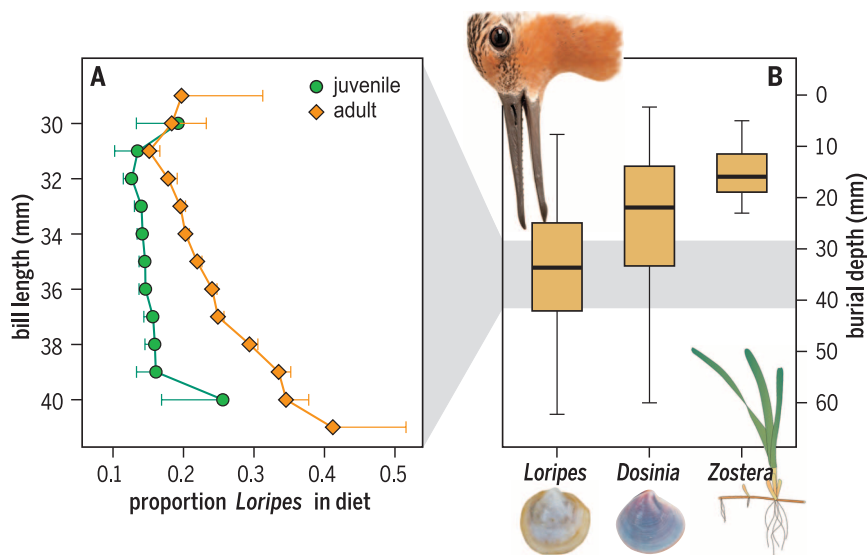 A
juvenile
adult
30
32
34
36
38
40
bill length (mm)
0.1 0.2 0.3 0.4 0.5
proportion Loripes in diet
B
0
10
20
30
40
50
60
burial depth (mm)
Loripes Dosinia Zostera